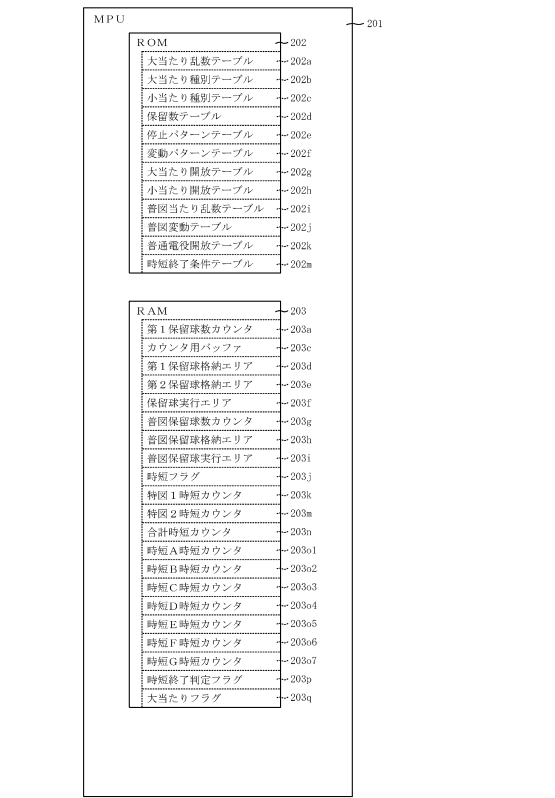 ＭＰＵ
201
ＲＯＭ 202
大当たり乱数テーブル 202a
大当たり種別テーブル 202b
小当たり種別テーブル 202c
保留数テーブル 202d
停止パターンテーブル 202e
変動パターンテーブル 202f
大当たり開放テーブル 202g
小当たり開放テーブル 202h
普図当たり乱数テーブル 202i
普図変動テーブル 202j
普通電役開放テーブル 202k
時短終了条件テーブル 202m
ＲＡＭ 203
第１保留球数カウンタ 203a
カウンタ用バッファ 203c
第１保留球格納エリア 203d
第２保留球格納エリア 203e
保留球実行エリア 203f
普図保留球数カウンタ 203g
普図保留球格納エリア 203h
普図保留球実行エリア 203i
時短フラグ 203j
特図１時短カウンタ 203k
特図２時短カウンタ 203m
合計時短カウンタ 203n
時短Ａ時短カウンタ 203o1
時短Ｂ時短カウンタ 203o2
時短Ｃ時短カウンタ 203o3
時短Ｄ時短カウンタ 203o4
時短Ｅ時短カウンタ 203o5
時短Ｆ時短カウンタ 203o6
時短Ｇ時短カウンタ 203o7
時短終了判定フラグ 203p
大当たりフラグ 203q